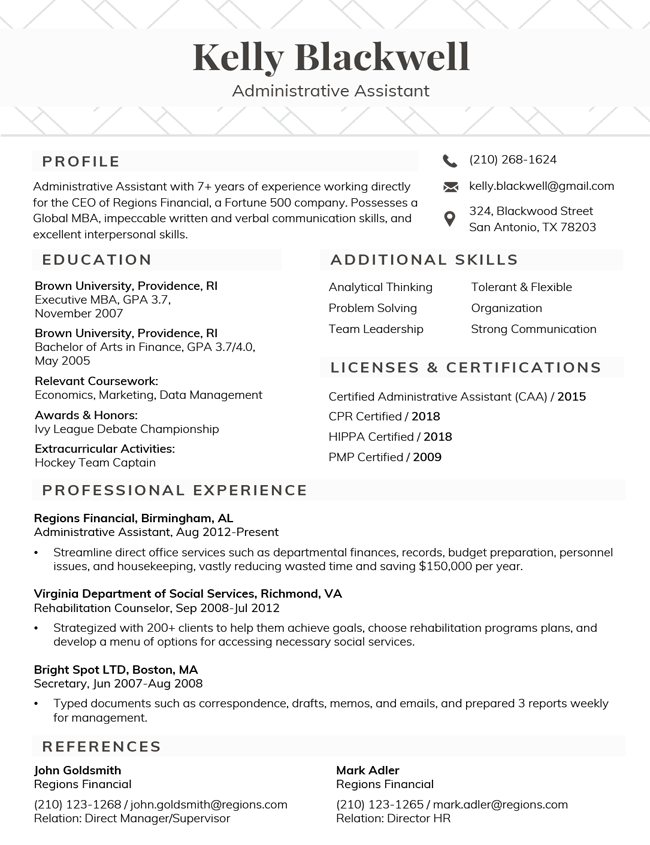 Kelly Blackwell
Administrative Assistant
PROFILE
Administrative Assistant with 7+ years of experience working directly
for the CEO of Regions Financial, a Fortune 500 company. Possesses a
Global MBA, impeccable written and verbal communication skills, and
excellent interpersonal skills.
(210) 268-1624
kelly.blackwell@gmail.com
324, Blackwood Street
San Antonio, TX 78203
EDUCATION
Brown University, Providence, RI
Executive MBA, GPA 3.7,
November 2007
Brown University, Providence, RI
Bachelor of Arts in Finance, GPA 3.7/4.0,
May 2005
Relevant Coursework:
Economics, Marketing, Data Management
Awards & Honors:
Ivy League Debate Championship
Extracurricular Activities:
Hockey Team Captain
ADDITIONAL SKILLS
Analytical Thinking
Problem Solving
Team Leadership
Tolerant & Flexible
Organization
Strong Communication
LICENSES & CERTIFICATIONS
Certified Administrative Assistant (CAA) / 2015
CPR Certified / 2018
HIPPA Certified / 2018
PMP Certified / 2009
PROFESSIONAL EXPERIENCE
Regions Financial, Birmingham, AL
Administrative Assistant, Aug 2012-Present
• Streamline direct office services such as departmental finances, records, budget preparation, personnel
issues, and housekeeping, vastly reducing wasted time and saving $150,000 per year.
Virginia Department of Social Services, Richmond, VA
Rehabilitation Counselor, Sep 2008-Jul 2012
• Strategized with 200+ clients to help them achieve goals, choose rehabilitation programs plans, and
develop a menu of options for accessing necessary social services.
Bright Spot LTD, Boston, MA
Secretary, Jun 2007-Aug 2008
• Typed documents such as correspondence, drafts, memos, and emails, and prepared 3 reports weekly
for management.
REFERENCES
John Goldsmith
Regions Financial
(210) 123-1268 / john.goldsmith@regions.com
Relation: Direct Manager/Supervisor
Mark Adler
Regions Financial
(210) 123-1265 / mark.adler@regions.com
Relation: Director HR